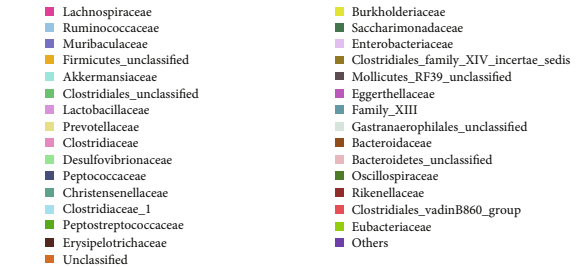 Lachnospiraceae
Ruminococcaceae
Muribaculaceae
Firmicutes_unclassified
Akkermansiaceae
Clostridiales_unclassified
Lactobacillaceae
Prevotellaceae
Clostridiaceae
Desulfovibrionaceae
Peptococcaceae
Christensenellaceae
Clostridiaceae_1
Peptostreptococcaceae
Erysipelotrichaceae
Unclassified
Burkholderiaceae
Saccharimonadaceae
Enterobacteriaceae
Clostridiales_family_XIV_incertae_sedis
Mollicutes_RF39_unclassified
Eggerthellaceae
Family_XIII
Gastranaerophilales_unclassified
Bacteroidaceae
Bacteroidetes_unclassified
Oscillospiraceae
Rikenellaceae
Clostridiales_vadinB860_group
Eubacteriaceae
Others